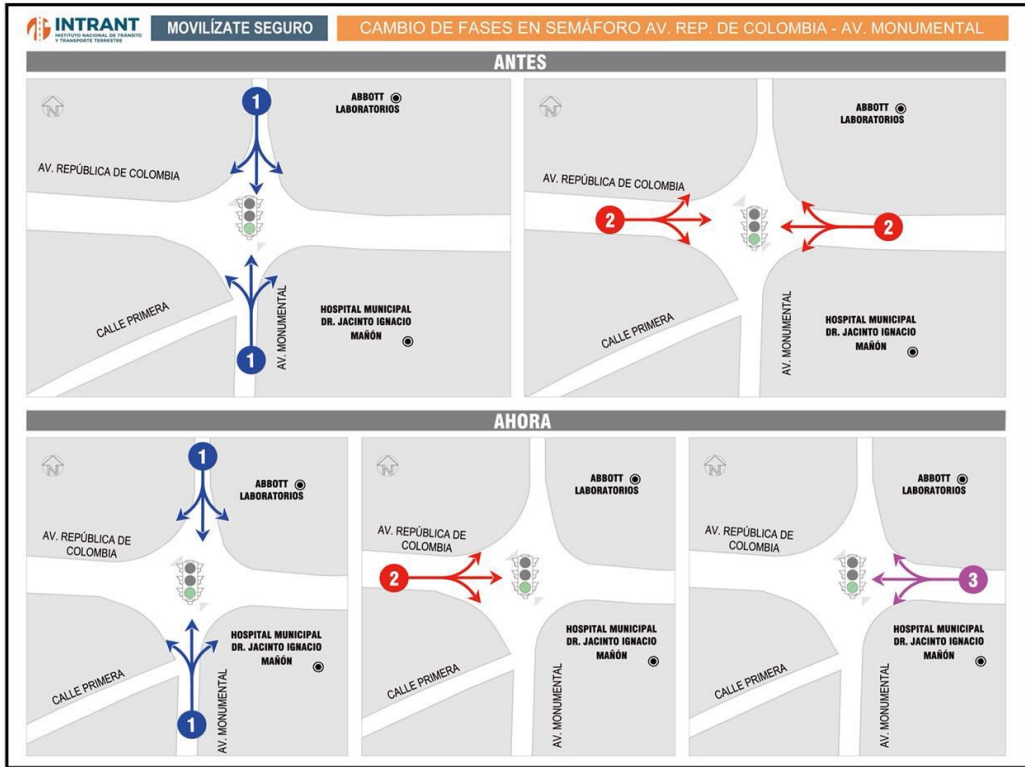 INTRANT
INSTITUTO NACIONAL DE TRÁNSITO
Y TRANSPORTE TERRESTRE
MOVILÍZATE SEGURO
CAMBIO DE FASES EN SEMÁFORO AV. REP. DE COLOMBIA - AV. MONUMENTAL
ANTES
N
1
ABBOTT
LABORATORIOS
AV. REPÚBLICA DE COLOMBIA
CALLE PRIMERA
1
AV. MONUMENTAL
HOSPITAL MUNICIPAL
DR. JACINTO IGNACIO
MAÑÓN
N
ABBOTT
LABORATORIOS
AV. REPÚBLICA DE COLOMBIA
2
2
CALLE PRIMERA
AV. MONUMENTAL
HOSPITAL MUNICIPAL
DR. JACINTO IGNACIO
MAÑÓN
AHORA
N
1
ABBOTT
LABORATORIOS
AV. REPÚBLICA DE
COLOMBIA
HOSPITAL MUNICIPAL
DR. JACINTO IGNACIO
MAÑÓN
CALLE PRIMERA
1
AV. MONUMENTAL
N
ABBOTT
LABORATORIOS
AV. REPÚBLICA DE
COLOMBIA
2
HOSPITAL MUNICIPAL
DR. JACINTO IGNACIO
MAÑÓN
CALLE PRIMERA
AV. MONUMENTAL
N
ABBOTT
LABORATORIOS
AV. REPÚBLICA DE
COLOMBIA
3
HOSPITAL MUNICIPAL
DR. JACINTO IGNACIO
MAÑÓN
CALLE PRIMERA
AV. MONUMENTAL